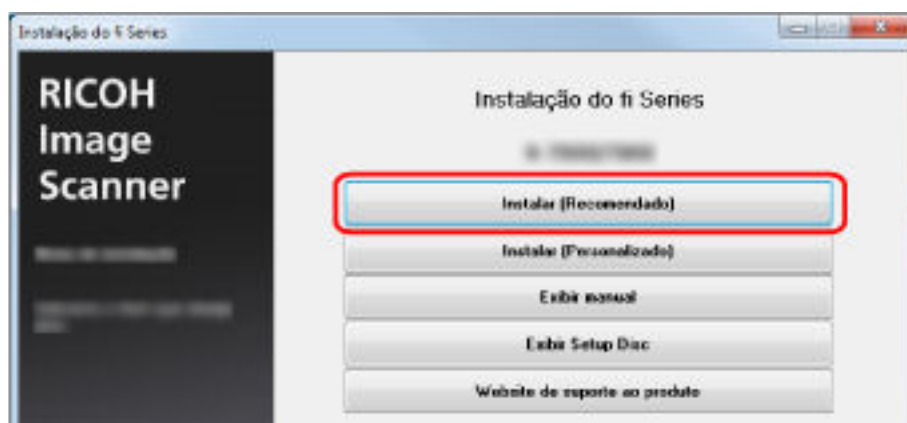 Instalação do fi Series
RICOH
Image
Scanner
Instalação do fi Series
Instalar (Recomendado)
Instalar (Personalizado)
Exibir manual
Exibir Setup Disc
Website de suporte ao produto